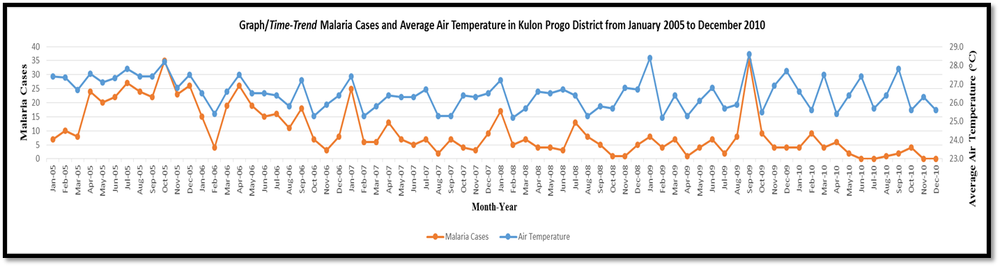 Graph/Time-Trend Malaria Cases and Average Air Temperature in Kulon Progo District from January 2005 to December 2010
Malaria Cases
40
35
30
25
20
15
10
5
0
29.0
28.0
27.0
26.0
25.0
24.0
23.0
Average Air Temperature (°C)
Jan-05
Feb-05
Mar-05
Apr-05
May-05
Jun-05
Jul-05
Aug-05
Sep-05
Oct-05
Nov-05
Dec-05
Jan-06
Feb-06
Mar-06
Apr-06
May-06
Jun-06
Jul-06
Aug-06
Sep-06
Oct-06
Nov-06
Dec-06
Jan-07
Feb-07
Mar-07
Apr-07
May-07
Jun-07
Jul-07
Aug-07
Sep-07
Oct-07
Nov-07
Dec-07
Jan-08
Feb-08
Mar-08
Apr-08
May-08
Jun-08
Jul-08
Aug-08
Sep-08
Oct-08
Nov-08
Dec-08
Jan-09
Feb-09
Mar-09
Apr-09
May-09
Jun-09
Jul-09
Aug-09
Sep-09
Oct-09
Nov-09
Dec-09
Jan-10
Feb-10
Mar-10
Apr-10
May-10
Jun-10
Jul-10
Aug-10
Sep-10
Oct-10
Nov-10
Dec-10
Month-Year
Malaria Cases
Air Temperature